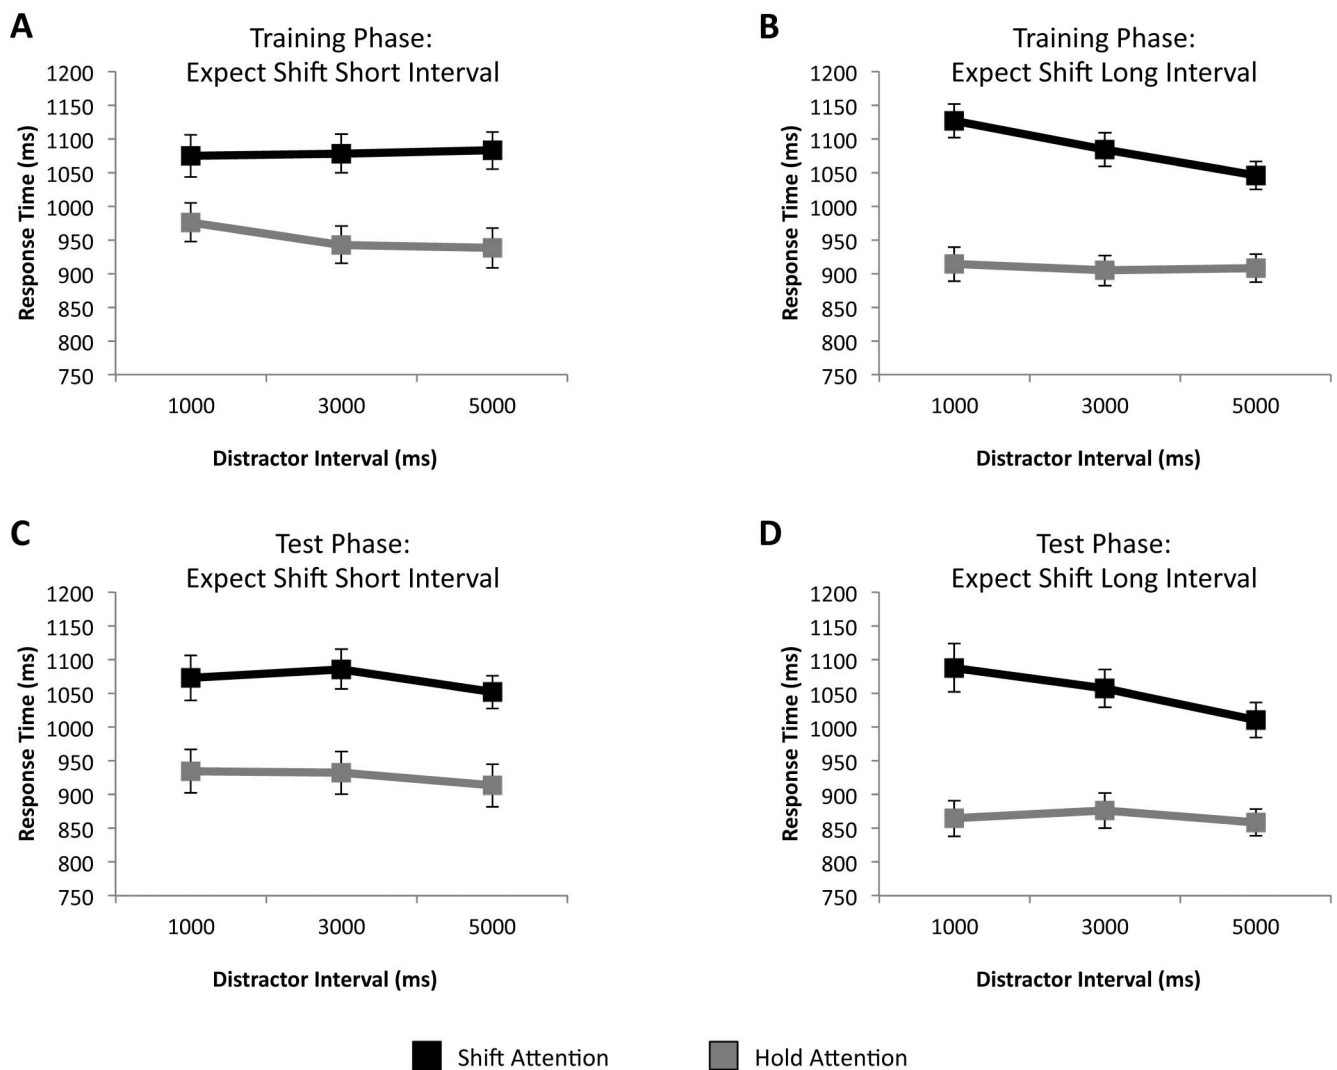 A
Training Phase:
Expect Shift Short Interval
1200
1150
1100
1050
1000
950
900
850
800
750
Response Time (ms)
1000 3000 5000
Distractor Interval (ms)
B
Training Phase:
Expect Shift Long Interval
1200
1150
1100
1050
1000
950
900
850
800
750
Response Time (ms)
1000 3000 5000
Distractor Interval (ms)
C
Test Phase:
Expect Shift Short Interval
1200
1150
1100
1050
1000
950
900
850
800
750
Response Time (ms)
1000 3000 5000
Distractor Interval (ms)
D
Test Phase:
Expect Shift Long Interval
1200
1150
1100
1050
1000
950
900
850
800
750
Response Time (ms)
1000 3000 5000
Distractor Interval (ms)
Shift Attention
Hold Attention